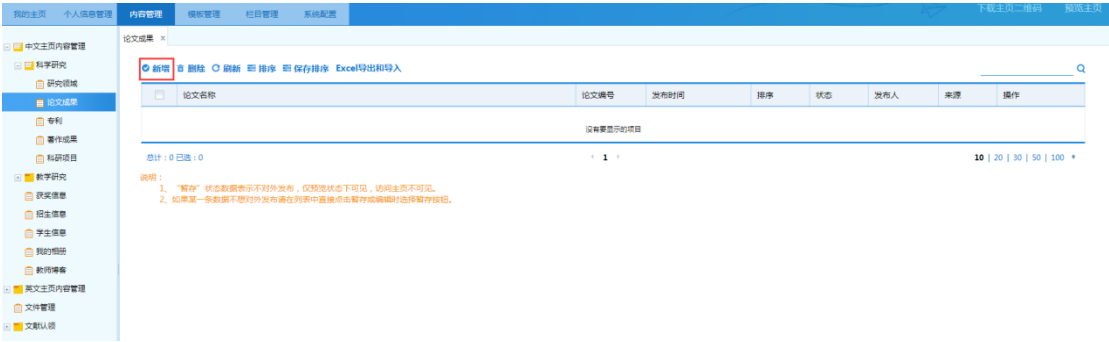 我的主页 个人信息管理 内容管理 模板管理 栏目管理 系统配置 下载主页二维码 预览主页
论文成果 ×
中文主页内容管理
科学研究
研究领域
论文成果
专利
著作成果
科研项目
教学研究
获奖信息
招生信息
学生信息
我的相册
教师博客
英文主页内容管理
文件管理
文献认领
新增 删除 刷新 排序 保存排序 Excel导出和导入
论文名称 论文编号 发布时间 排序 状态 发布人 来源 操作
没有要显示的项目
总计：0 已选：0 1 10 | 20 | 30 | 50 | 100
说明：
1、“暂存”状态数据表示不对外发布，仅预览状态下可见，访问主页不可见。
2、如果某一条数据不想对外发布请在列表中直接点击暂存或编辑时选择暂存按钮。